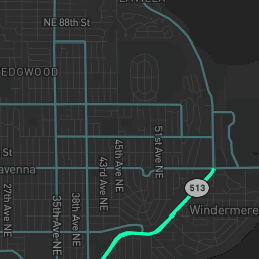 NE 88th St
EDGWOOD
45th Ave NE
51st Ave NE
St
avenna
43rd Ave NE
513
27th Ave NE
35th Ave NE
38th Ave NE
Windermere